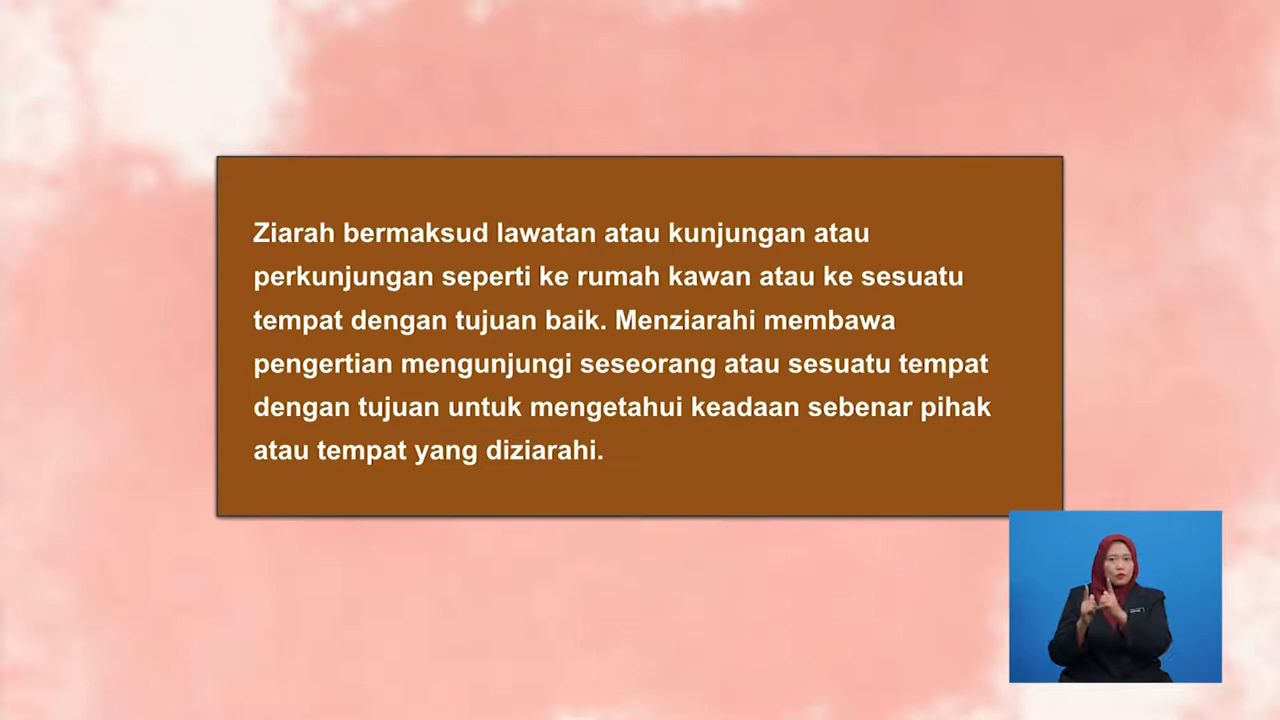 Ziarah bermaksud lawatan atau kunjungan atau
perkunjungan seperti ke rumah kawan atau ke sesuatu
tempat dengan tujuan baik. Menziarahi membawa
pengertian mengunjungi seseorang atau sesuatu tempat
dengan tujuan untuk mengetahui keadaan sebenar pihak
atau tempat yang diziarahi.